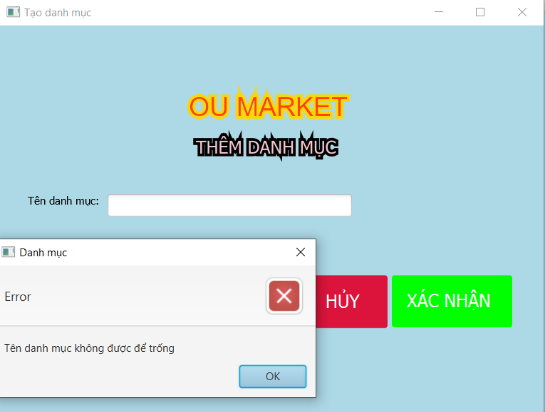 Tạo danh mục
OU MARKET
THÊM DANH MỤC
Tên danh mục:
Danh mục
Error
HỦY
XÁC NHẬN
Tên danh mục không được để trống
OK